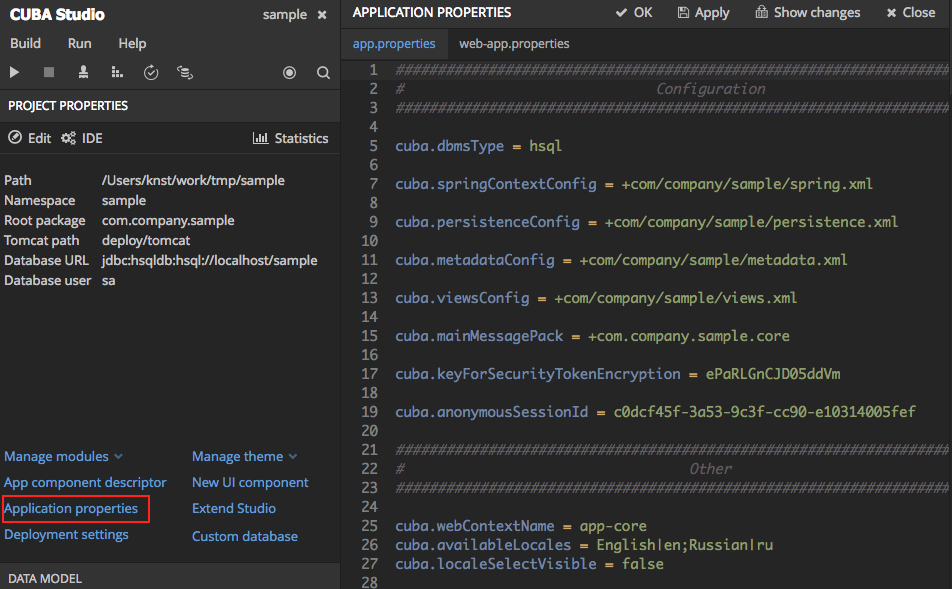 CUBA Studio
sample ×
Build Run Help
PROJECT PROPERTIES
Edit IDE Statistics
Path /Users/knst/work/tmp/sample
Namespace sample
Root package com.company.sample
Tomcat path deploy/tomcat
Database URL jdbc:hsqldb:hsql://localhost/sample
Database user sa
Manage modules Manage theme
App component descriptor New UI component
Application properties Extend Studio
Deployment settings Custom database
DATA MODEL
APPLICATION PROPERTIES OK Apply Show changes Close
app.properties web-app.properties
1 ##################################################################
2 # Configuration
3 ##################################################################
4
5 cuba.dbmsType = hsql
6
7 cuba.springContextConfig = +com/company/sample/spring.xml
8
9 cuba.persistenceConfig = +com/company/sample/persistence.xml
10
11 cuba.metadataConfig = +com/company/sample/metadata.xml
12
13 cuba.viewsConfig = +com/company/sample/views.xml
14
15 cuba.mainMessagePack = +com.company.sample.core
16
17 cuba.keyForSecurityTokenEncryption = ePaRLGnCJD05ddVm
18
19 cuba.anonymousSessionId = c0dcf45f-3a53-9c3f-cc90-e10314005fef
20
21 ##################################################################
22 # Other
23 ##################################################################
24
25 cuba.webContextName = app-core
26 cuba.availableLocales = English|en;Russian|ru
27 cuba.localeSelectVisible = false
28